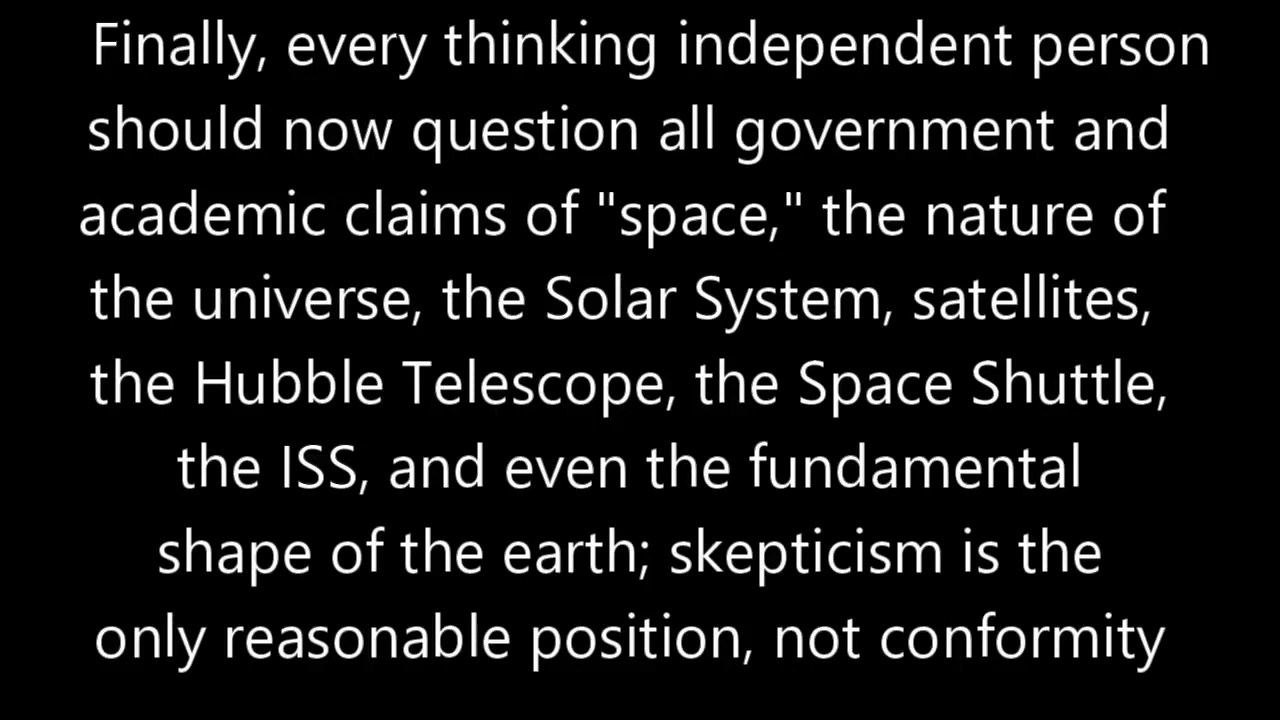 Finally, every thinking independent person
should now question all government and
academic claims of "space," the nature of
the universe, the Solar System, satellites,
the Hubble Telescope, the Space Shuttle,
the ISS, and even the fundamental
shape of the earth; skepticism is the
only reasonable position, not conformity